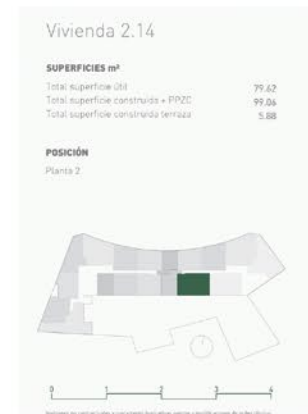 Vivienda 2.14
SUPERFICIES m²
Total superficie útil 79.62
Total superficie construida + PPZC 99.06
Total superficie construida terraza 5.88
POSICIÓN
Planta 2
0 1 2 3 4